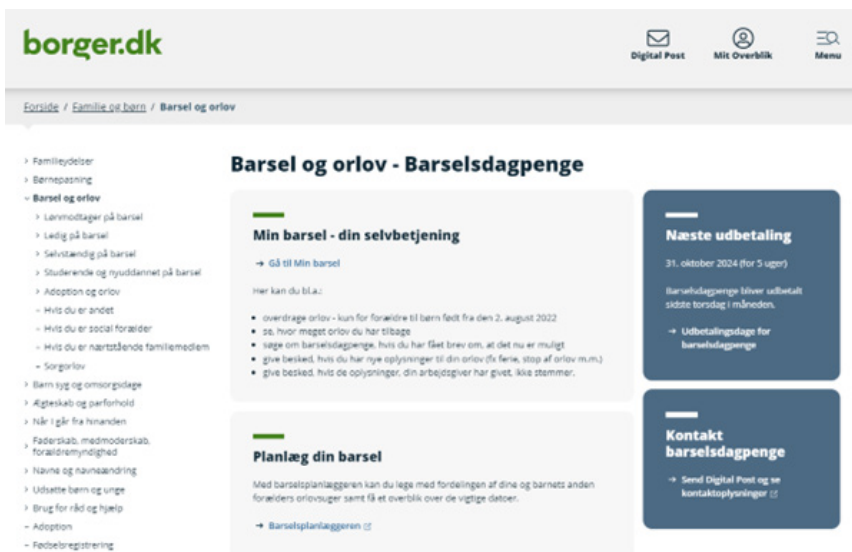 borger.dk
Digital Post
Mit Overblik
Menu
Forside / Familie og børn / Barsel og orlov
> Familieydelser
> Børnepasning
Barsel og orlov
> Lønmodtager på barsel
> Ledig på barsel
> Selvstændig på barsel
> Studerende og nyuddannet på barsel
> Adoption og orlov
– Hvis du er andet
– Hvis du er social forælder
– Hvis du er nærtstående familiemedlem
– Sorgorlov
> Barn syg og omsorgsdage
> Ægteskab og parforhold
> Når I går fra hinanden
> Faderskab, medmoderskab,
forældremyndighed
> Navne og navneændring
> Udsatte børn og unge
> Brug for råd og hjælp
– Adoption
– Fødselsregistrering
Barsel og orlov - Barselsdagpenge
Min barsel - din selvbetjening
→ Gå til Min barsel
Her kan du bl.a.:
• overdrage orlov - kun for forældre til børn født fra den 2. august 2022
• se, hvor meget orlov du har tilbage
• søge om barselsdagpenge, hvis du har fået brev om, at det nu er muligt
• give besked, hvis du har nye oplysninger til din orlov (fx ferie, stop af orlov m.m.)
• give besked, hvis de oplysninger, din arbejdsgiver har givet, ikke stemmer.
Planlæg din barsel
Med barselsplanlæggeren kan du lege med fordelingen af dine og barnets anden
forælders orlovsuger samt få et overblik over de vigtige datoer.
→ Barselsplanlæggeren
Næste udbetaling
31. oktober 2024 (for 5 uger)
Barselsdagpenge bliver udbetalt
sidste torsdag i måneden.
→ Udbetalingsdage for
barselsdagpenge
Kontakt
barselsdagpenge
→ Send Digital Post og se
kontaktoplysninger